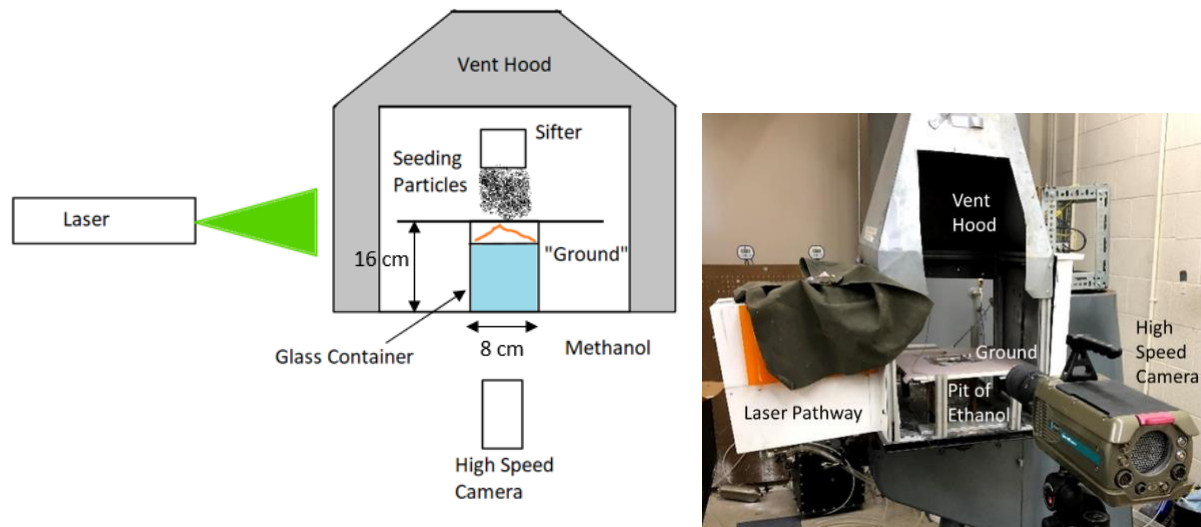 Vent Hood
Sifter
Seeding
Particles
Laser
"Ground"
16 cm
Glass Container
8 cm
Methanol
High Speed
Camera
Vent
Hood
High
Speed
Camera
Ground
Pit of
Ethanol
Laser Pathway